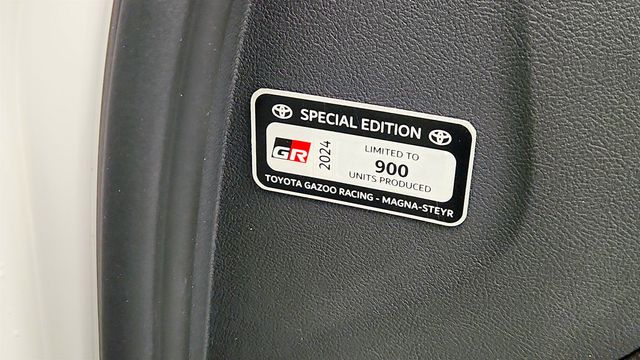 SPECIAL EDITION
GR
2024
LIMITED TO
900
UNITS PRODUCED
TOYOTA GAZOO RACING - MAGNA-STEYR